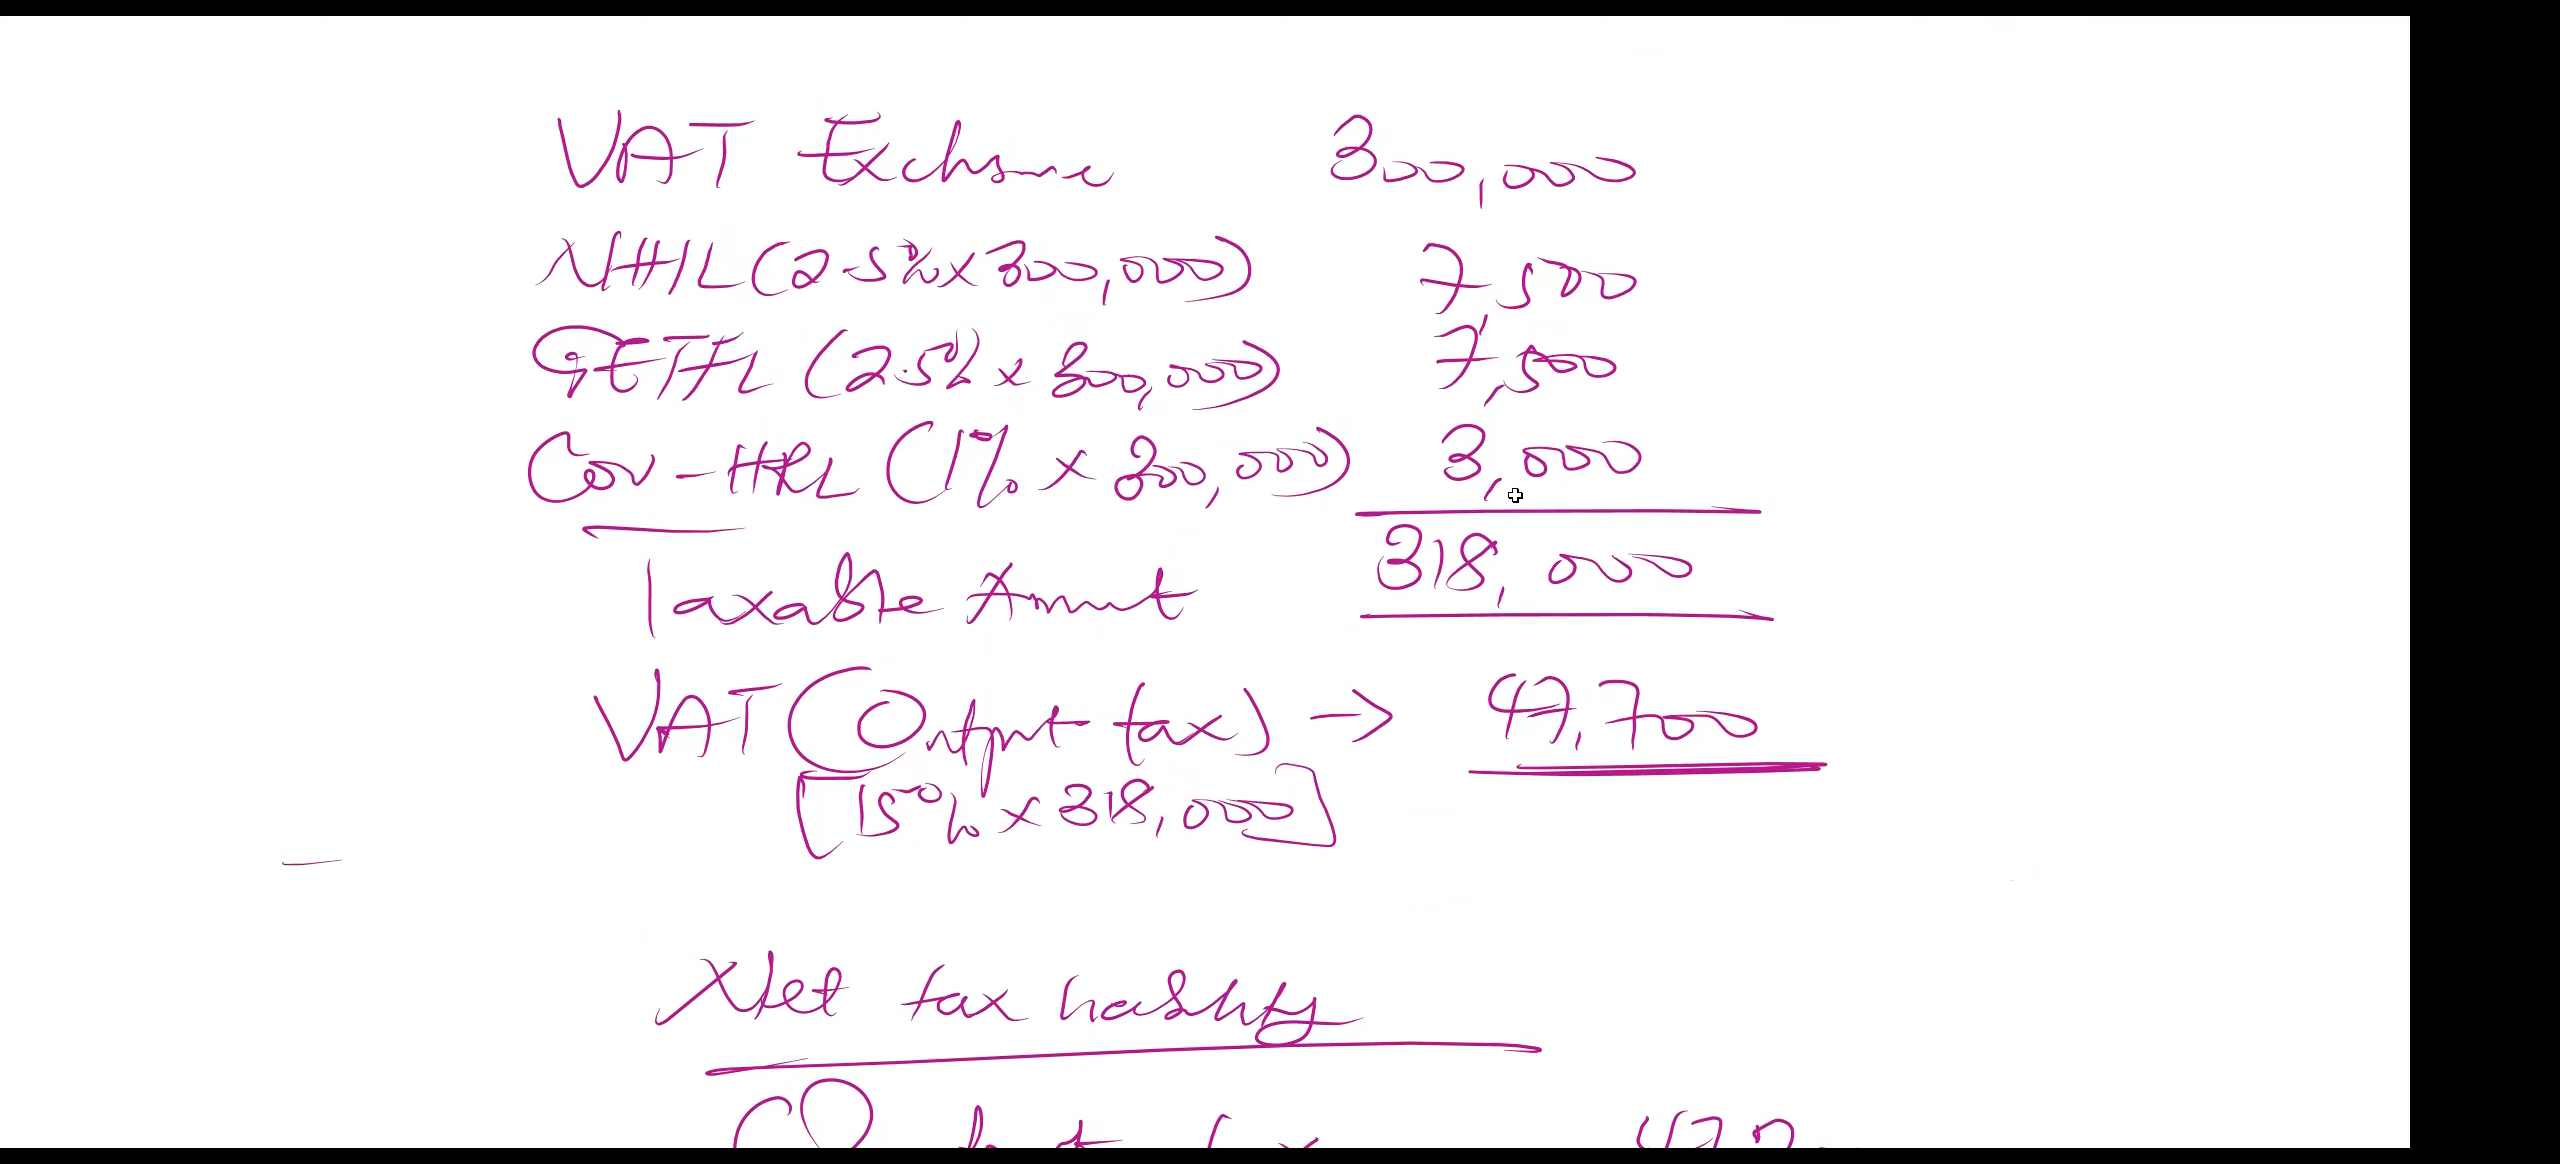 VAT Exclusive 300,000
NHIL (2.5% x 300,000) 7,500
GETFL (2.5% x 300,000) 7,500
Cov-HRL (1% x 300,000) 3,000
Taxable Amount 318,000
VAT (Output tax) → 47,700
[15% x 318,000]
Net tax liability